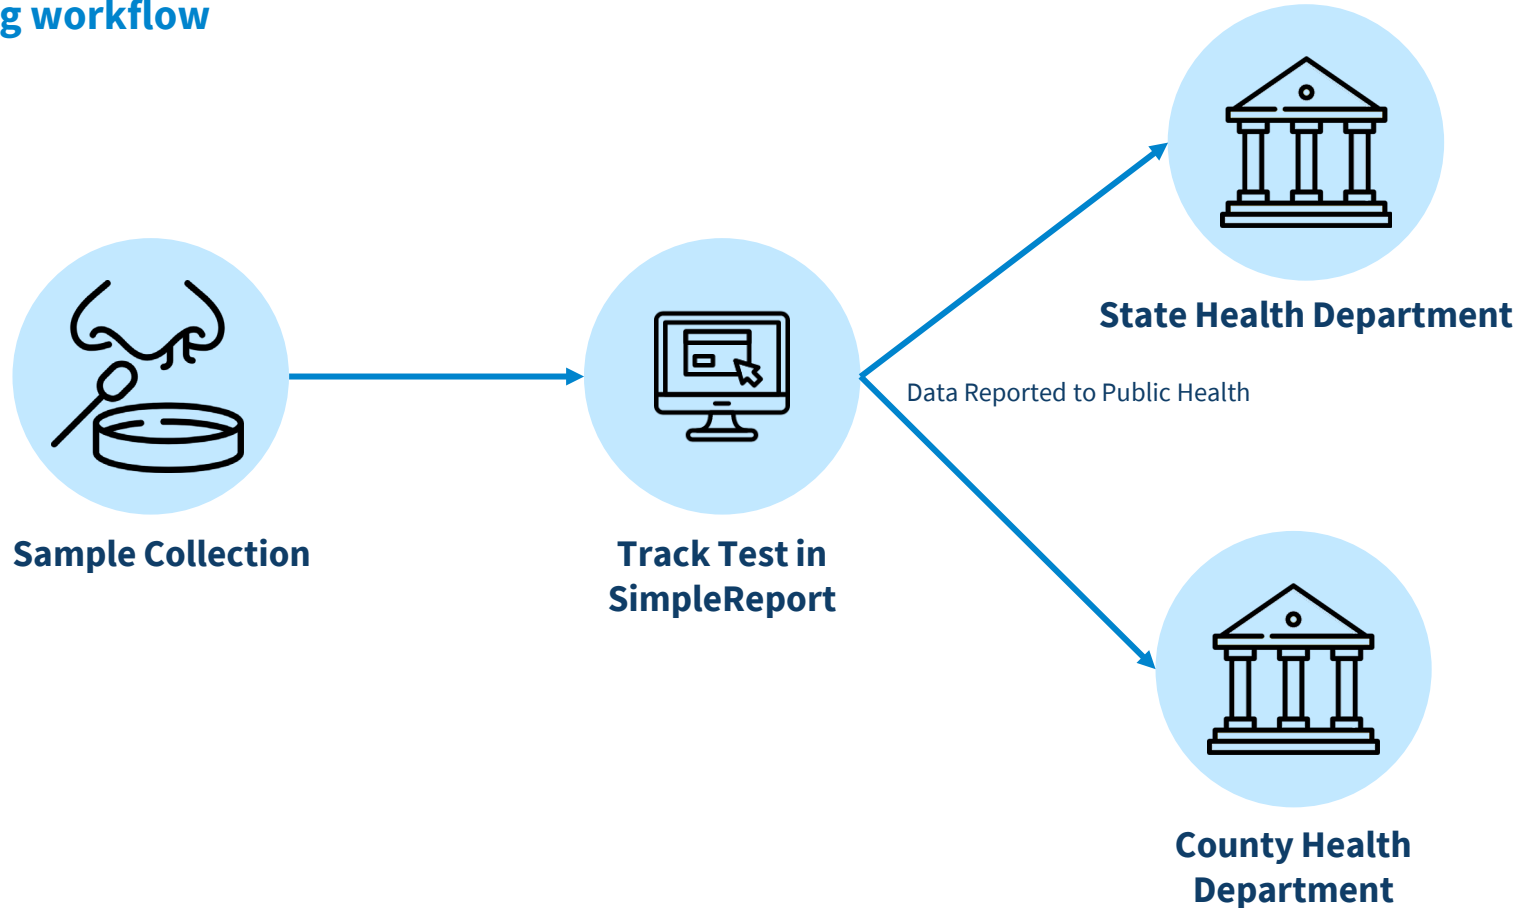 g workflow
State Health Department
Data Reported to Public Health
Sample Collection
Track Test in
SimpleReport
County Health
Department